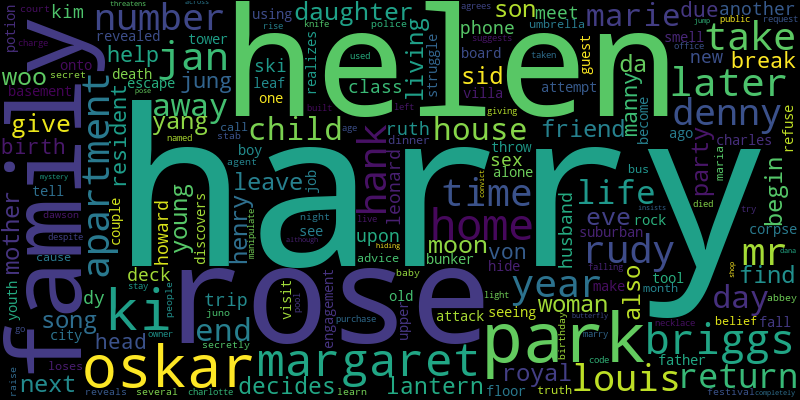 harry
helen
rose
family
park
oskar
margaret
ki
home
rudy
briggs
louis
time
year
life
apartment
hank
house
child
later
denny
take
jan
number
daughter
marie
son
mr
day
return
royal
woman
find
begin
party
break
give
birth
mother
song
next
end
head
young
henry
leave
away
yang
jung
woo
kim
help
resident
living
struggle
phone
sid
class
ski
leaf
escape
death
tower
revealed
potion
basement
secret
onto
using
meet
due
another
request
threatens
across
court
charge
rise
knife
police
agrees
suggests
board
villa
umbrella
guest
attempt
da
manny
new
become
ago
public
office
jump
smell
charles
refuse
maria
eve
friend
throw
sex
alone
ruth
dinner
leonard
realizes
one
boy
call
stab
agent
named
built
used
left
taken
giving
age
job
upon
moon
von
husband
suburban
rock
bus
died
try
dana
abbey
corpse
also
tool
month
make
falling
hide
seeing
bunker
advice
live
hiding
although
convict
night
see
manipulate
discovers
howard
couple
tell
mystery
dawson
despite
cause
youth
go
city
dy
deck
trip
stay
people
owner
juno
secretly
visit
pool
baby
old
light
engagement
purchase
upper
attack
decides
lantern
floor
truth
birthday
butterfly
marry
code
father
necklace
belief
fall
festival
completely
shop
insists
learn
charlotte
several
reveals
loses
raise
pose